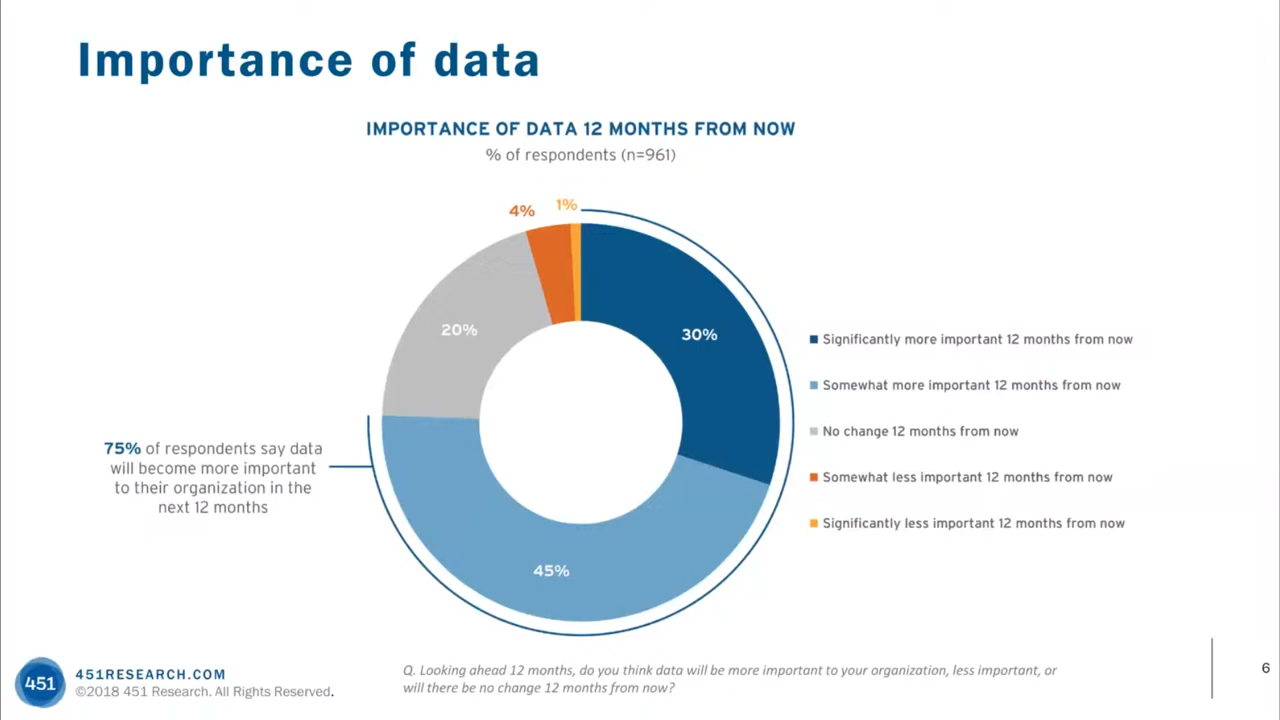 Importance of data
IMPORTANCE OF DATA 12 MONTHS FROM NOW
% of respondents (n=961)
4%
1%
20%
30%
45%
Significantly more important 12 months from now
Somewhat more important 12 months from now
No change 12 months from now
Somewhat less important 12 months from now
Significantly less important 12 months from now
75% of respondents say data
will become more important
to their organization in the
next 12 months
451
451RESEARCH.COM
©2018 451 Research. All Rights Reserved.
Q. Looking ahead 12 months, do you think data will be more important to your organization, less important, or
will there be no change 12 months from now?
6